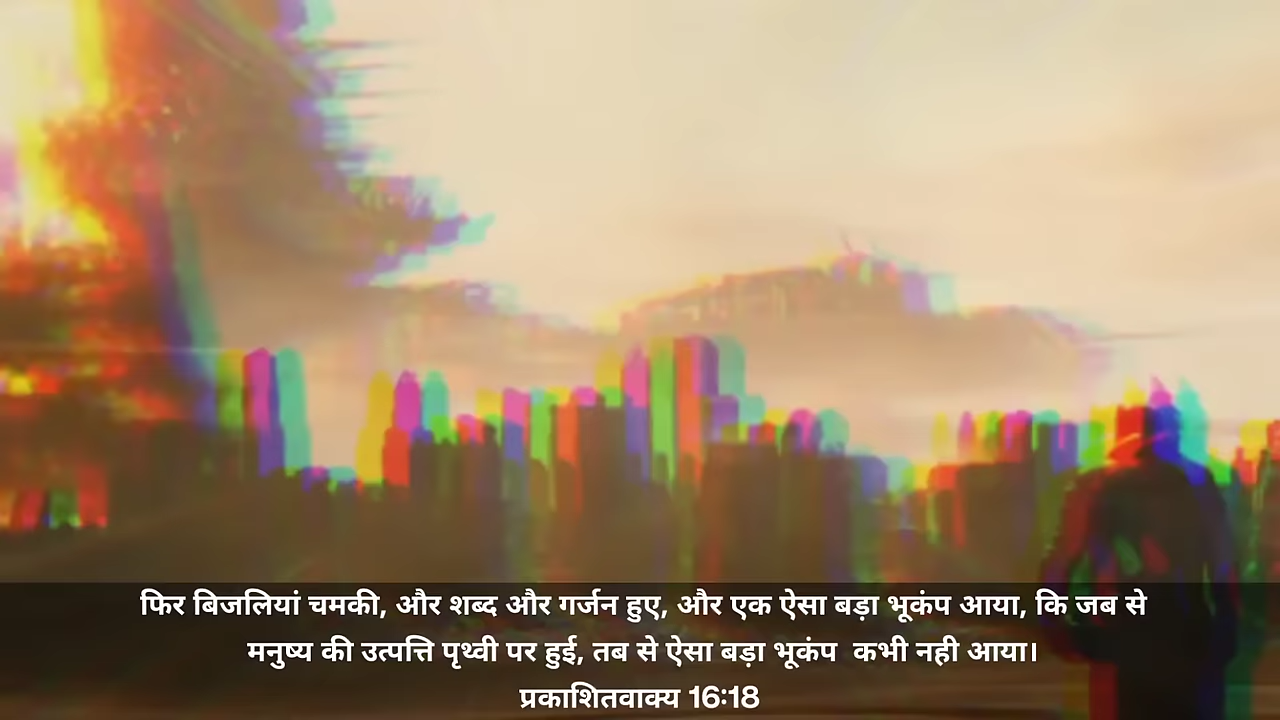 फिर बिजलियां चमकी, और शब्द और गर्जन हुए, और एक ऐसा बड़ा भूकंप आया, कि जब से
मनुष्य की उत्पत्ति पृथ्वी पर हुई, तब से ऐसा बड़ा भूकंप  कभी नही आया।
प्रकाशितवाक्य 16:18